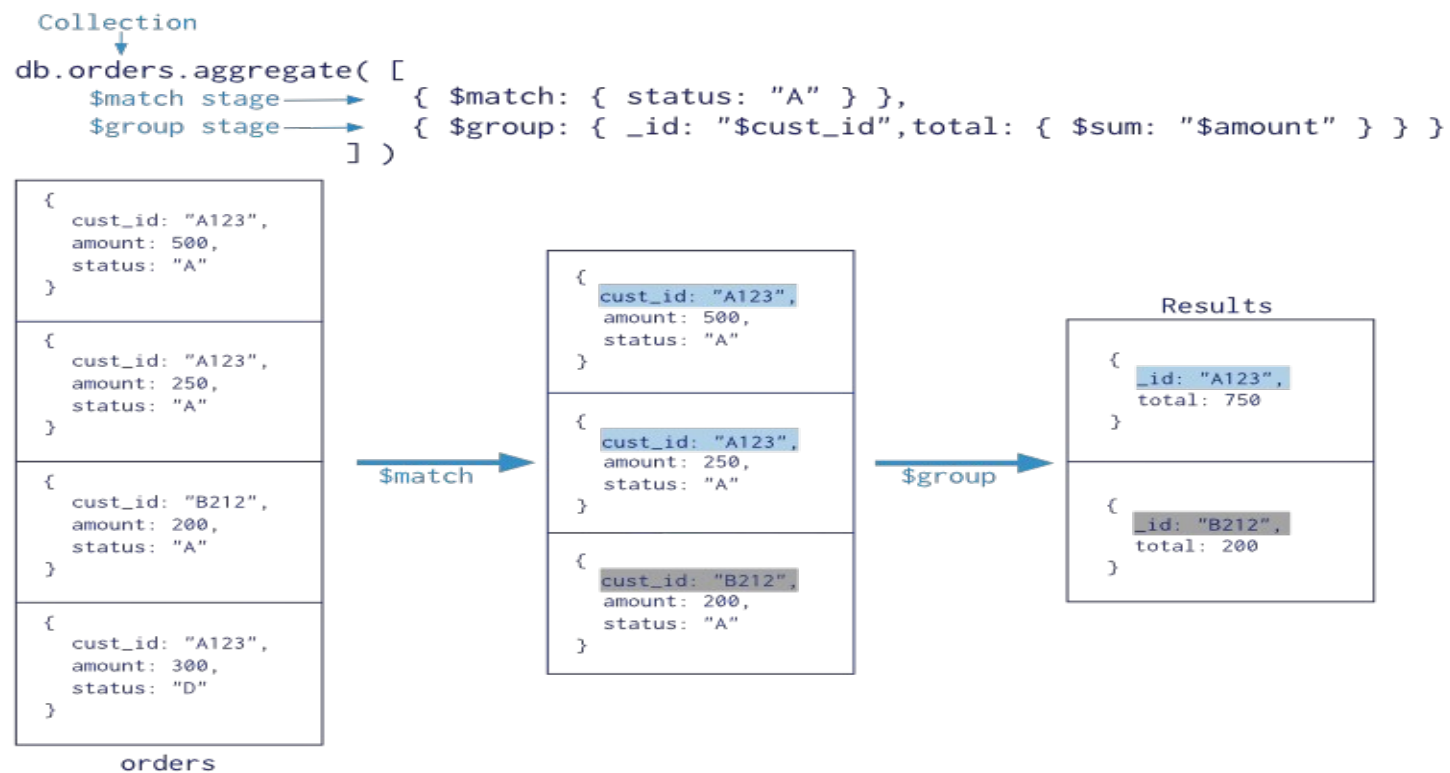 Collection
db.orders.aggregate( [
$match stage { $match: { status: "A" } },
$group stage { $group: { _id: "$cust_id",total: { $sum: "$amount" } } }
] )
{
cust_id: "A123",
amount: 500,
status: "A"
}
{
cust_id: "A123",
amount: 250,
status: "A"
}
{
cust_id: "B212",
amount: 200,
status: "A"
}
{
cust_id: "A123",
amount: 300,
status: "D"
}
orders
$match
{
cust_id: "A123",
amount: 500,
status: "A"
}
{
cust_id: "A123",
amount: 250,
status: "A"
}
{
cust_id: "B212",
amount: 200,
status: "A"
}
$group
Results
{
_id: "A123",
total: 750
}
{
_id: "B212",
total: 200
}